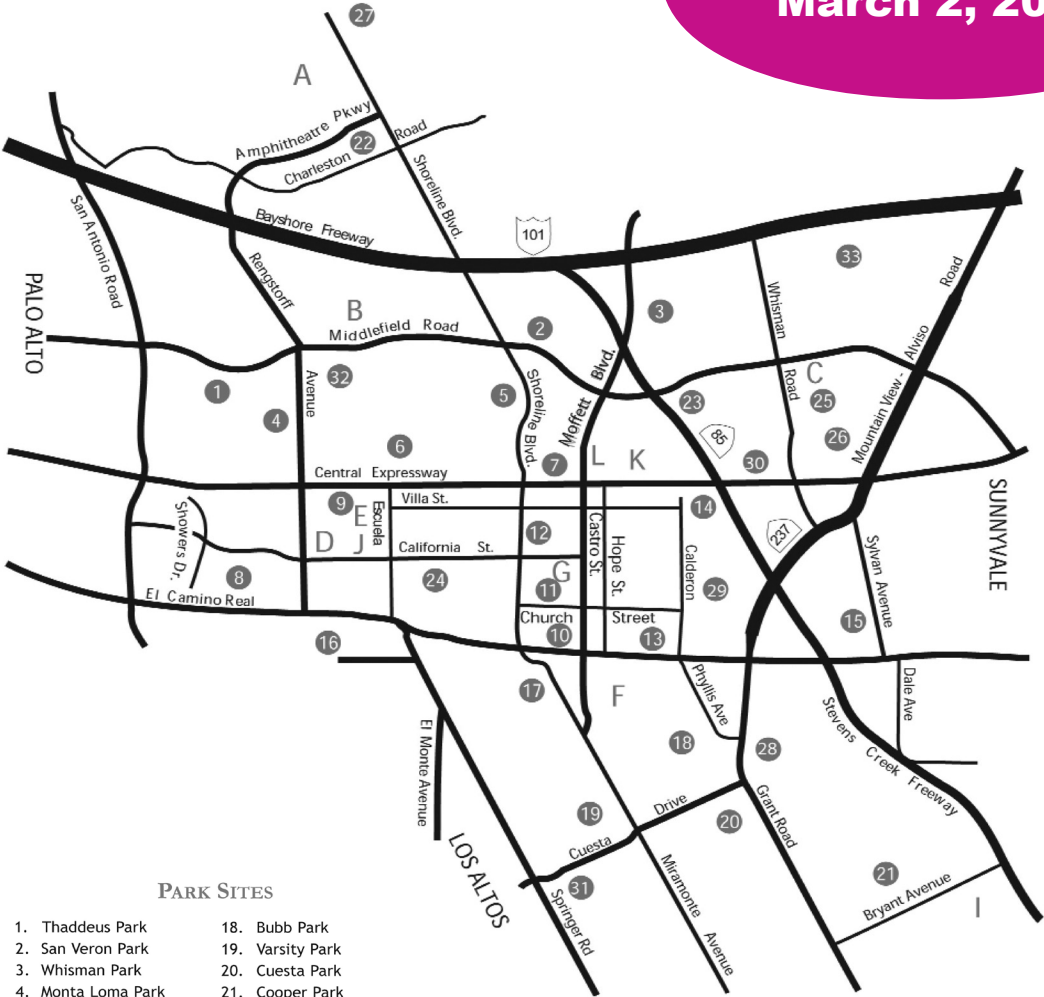 March 2, 20
27
A
Amphitheatre Pkwy
22
Charleston Road
Shoreline Blvd.
San Antonio Road
Bayshore Freeway
101
33
Rengstorff
Whisman
Road
PALO ALTO
B
3
2
Middlefield Road
Mountain View - Alviso Road
1
32
Avenue
5
Shoreline Blvd.
Moffett Blvd.
23
Road
C
25
4
6
85
26
7
L
K
30
Central Expressway
SUNNYVALE
Showers Dr.
9
Escuela
Villa St.
14
E
12
Castro St.
Hope St.
237
D
J
California St.
Calderon
Sylvan Avenue
8
24
G
11
29
El Camino Real
Church Street
15
16
10
13
17
F
Phyllis Ave
Dale Ave
El Monte Avenue
18
28
Stevens Creek Freeway
19
Cuesta Drive
20
Grant Road
LOS ALTOS
31
Miramonte Avenue
21
Bryant Avenue
I
Springer Rd
PARK SITES
1. Thaddeus Park
2. San Veron Park
3. Whisman Park
4. Monta Loma Park
18. Bubb Park
19. Varsity Park
20. Cuesta Park
21. Cooper Park